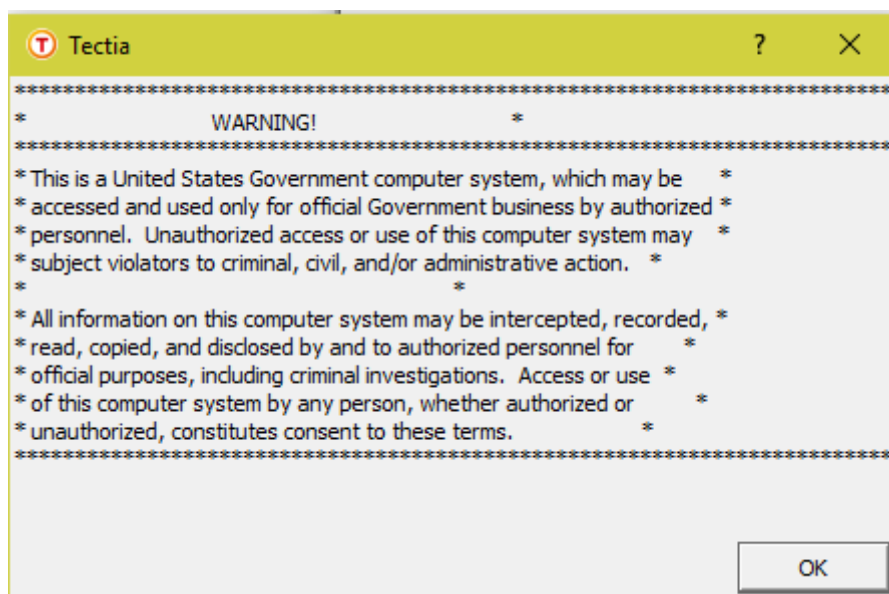 Tectia ? ×
*************************************************************************
* WARNING! *
*************************************************************************
* This is a United States Government computer system, which may be *
* accessed and used only for official Government business by authorized *
* personnel.  Unauthorized access or use of this computer system may *
* subject violators to criminal, civil, and/or administrative action. *
* *
* All information on this computer system may be intercepted, recorded, *
* read, copied, and disclosed by and to authorized personnel for *
* official purposes, including criminal investigations.  Access or use *
* of this computer system by any person, whether authorized or *
* unauthorized, constitutes consent to these terms. *
*************************************************************************
OK